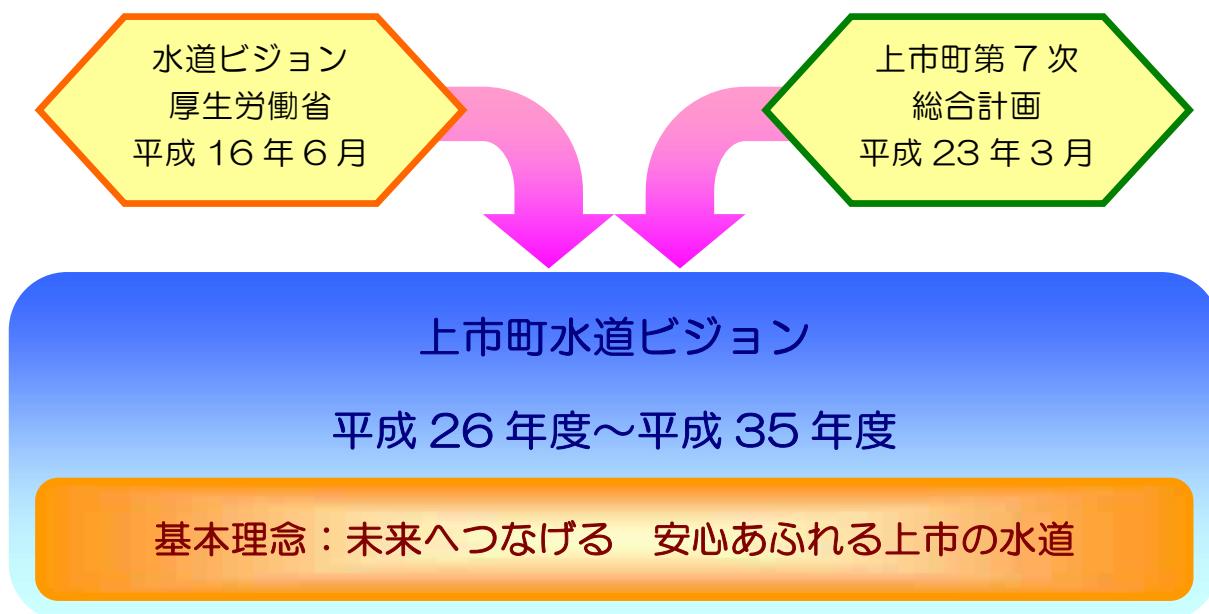 水道ビジョン
厚生労働省
平成 16 年 6 月
上市町第 7 次
総合計画
平成 23 年 3 月
上市町水道ビジョン
平成 26 年度～平成 35 年度
基本理念：未来へつなげる　安心あふれる上市の水道